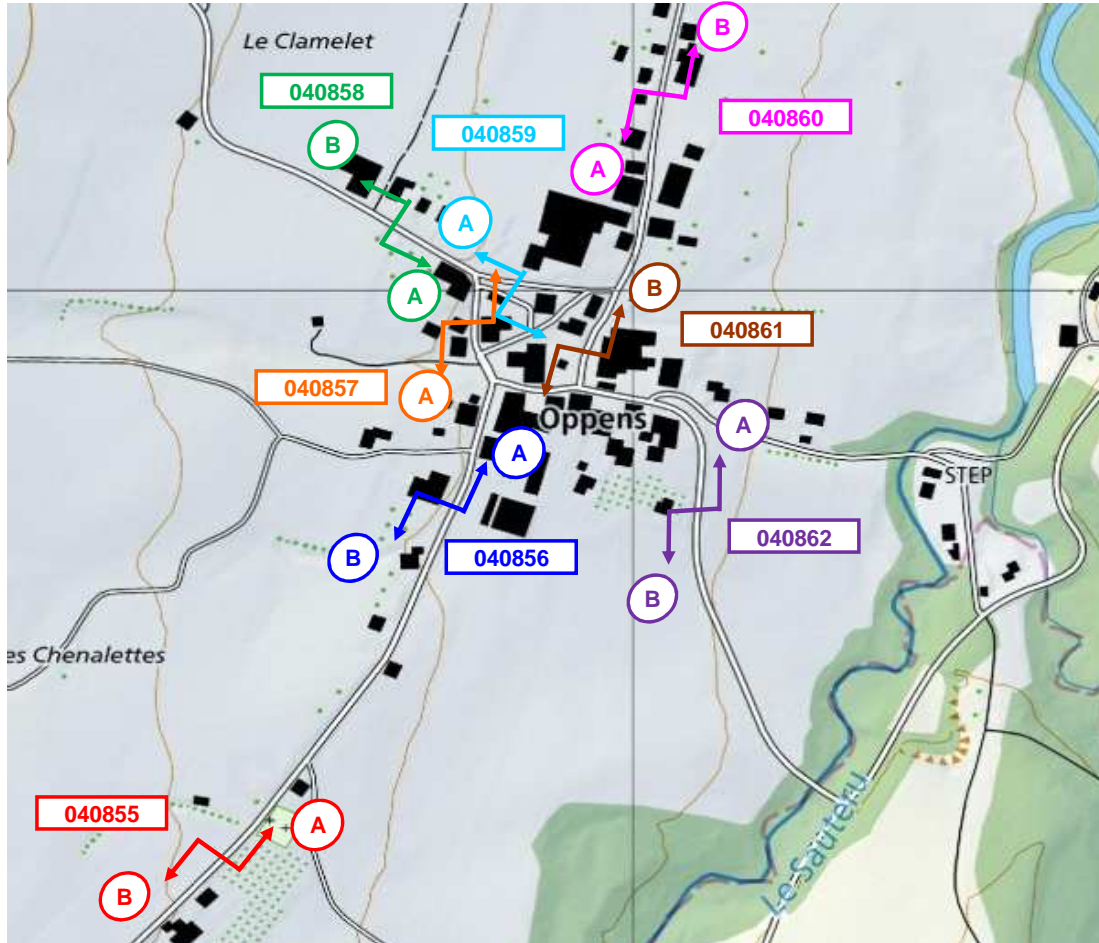 B
Le Clamelet
040858
040859
040860
B
A
A
A
B
040861
040857
A
Oppens
A
A
STEP
040862
B
040856
B
es Chenalettes
040855
A
B
Le Sauteru